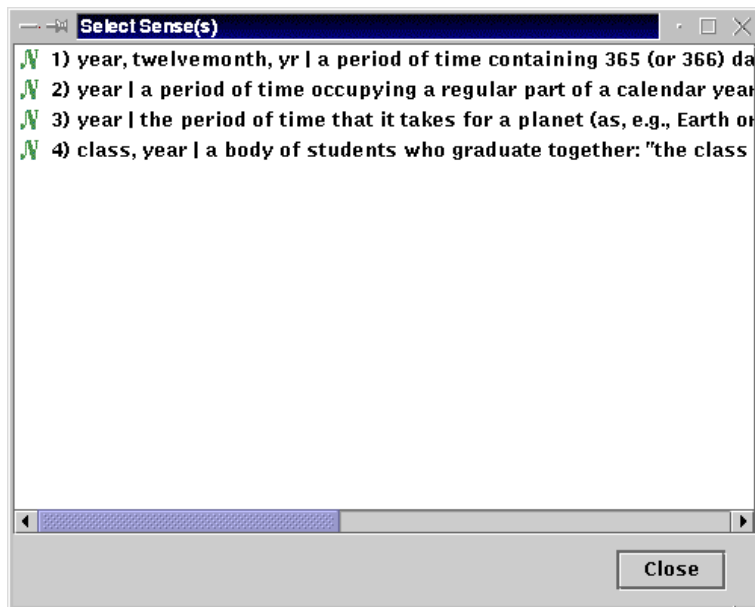 Select Sense(s)
N 1) year, twelvemonth, yr | a period of time containing 365 (or 366) da
N 2) year | a period of time occupying a regular part of a calendar year
N 3) year | the period of time that it takes for a planet (as, e.g., Earth or
N 4) class, year | a body of students who graduate together: "the class
Close